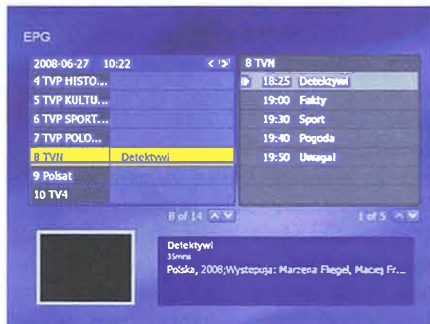 EPG
2008-06-27 10:22
4 TVP HISTO...
5 TVP KULTU...
6 TVP SPORT...
7 TVP POLO...
8 TVN Detektywi
9 Polsat
10 TV4
8 of 14
8 TVN
18:25 Detektywi
19:00 Fakty
19:30 Sport
19:40 Pogoda
19:50 Uwaga!
1 of 5
Detektywi
35mins
Polska, 2008;Wystepuja: Marzena Fliegel, Maciej Fr...